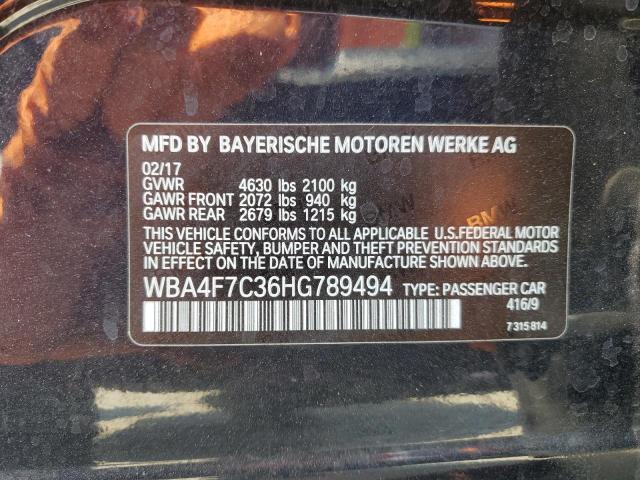 MFD BY BAYERISCHE MOTOREN WERKE AG
02/17
GVWR 4630 lbs 2100 kg
GAWR FRONT 2072 lbs 940 kg
GAWR REAR 2679 lbs 1215 kg
THIS VEHICLE CONFORMS TO ALL APPLICABLE U.S.FEDERAL MOTOR
VEHICLE SAFETY, BUMPER AND THEFT PREVENTION STANDARDS
IN EFFECT ON THE DATE OF MANUFACTURE SHOWN ABOVE.
WBA4F7C36HG789494 TYPE: PASSENGER CAR
416/9
7 315 814
BMW